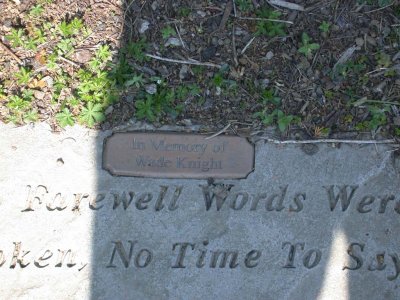 In Memory of
Wade Knight
Farewell Words Were
oken, No Time To Say